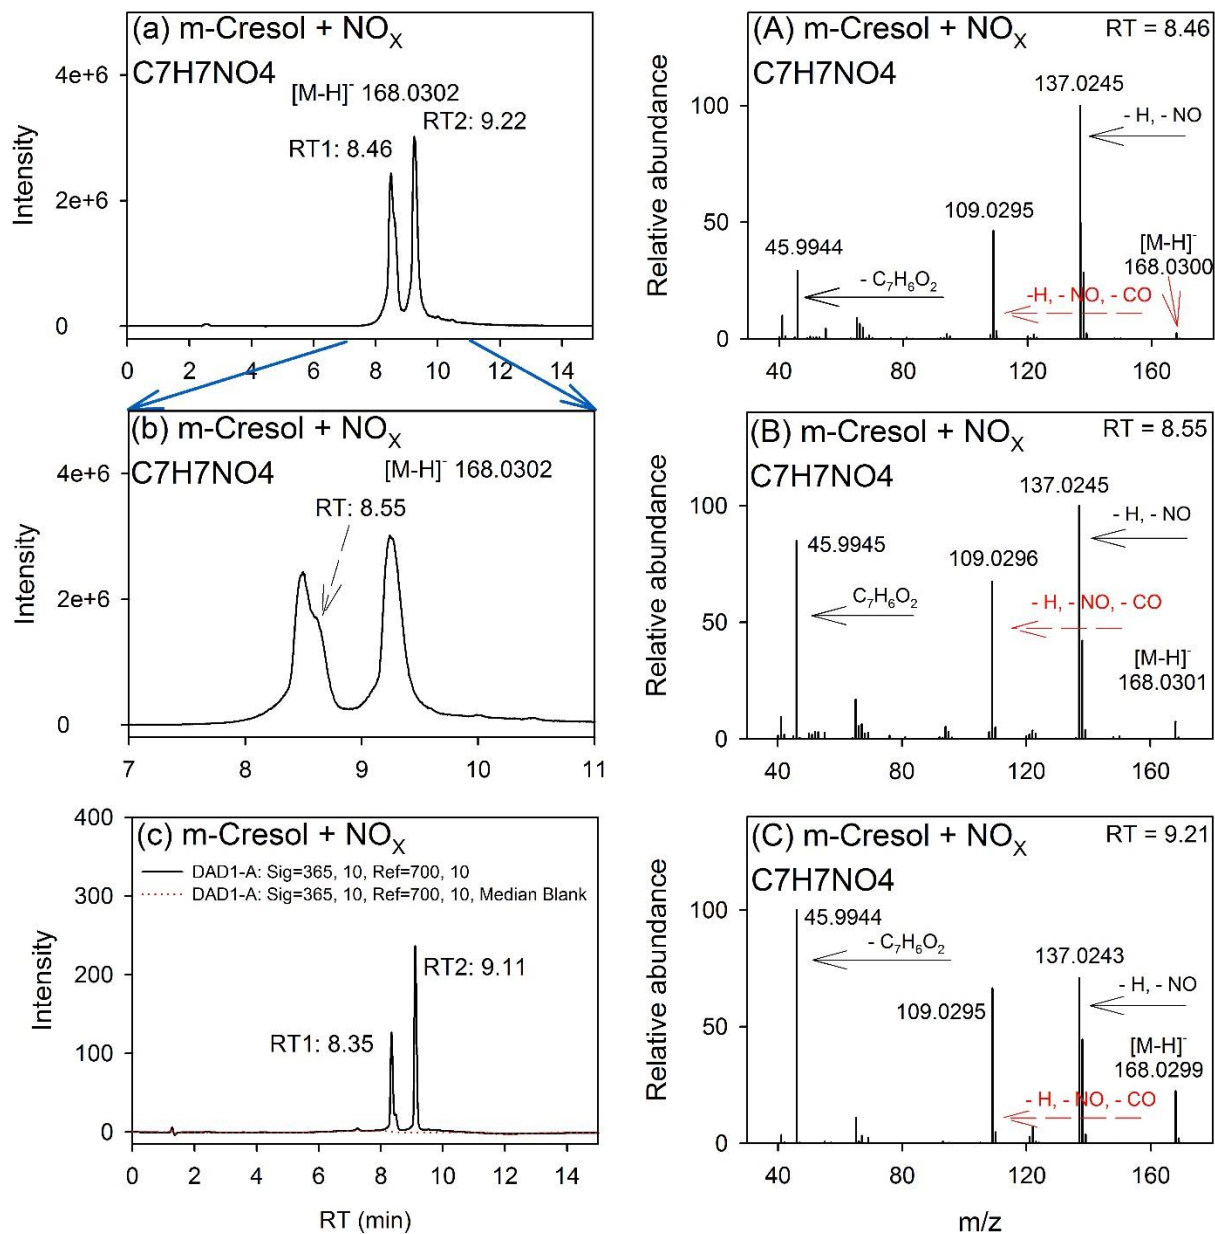 (a) m-Cresol + NOX
C7H7NO4
[M-H]- 168.0302
RT2: 9.22
RT1: 8.46
4e+6
2e+6
0
Intensity
0 2 4 6 8 10 12 14
(A) m-Cresol + NOX
RT = 8.46
C7H7NO4
137.0245
- H, - NO
109.0295
45.9944
- C7H6O2
[M-H]-
168.0300
-H, - NO, - CO
100
50
0
Relative abundance
40 80 120 160
(b) m-Cresol + NOX
C7H7NO4
[M-H]- 168.0302
RT: 8.55
4e+6
2e+6
0
Intensity
7 8 9 10 11
(B) m-Cresol + NOX
RT = 8.55
C7H7NO4
137.0245
- H, - NO
45.9945
109.0296
C7H6O2
- H, - NO, - CO
[M-H]-
168.0301
100
50
0
Relative abundance
40 80 120 160
(c) m-Cresol + NOX
DAD1-A: Sig=365, 10, Ref=700, 10
DAD1-A: Sig=365, 10, Ref=700, 10, Median Blank
RT2: 9.11
RT1: 8.35
400
300
200
100
0
Intensity
0 2 4 6 8 10 12 14
RT (min)
(C) m-Cresol + NOX
RT = 9.21
C7H7NO4
45.9944
- C7H6O2
137.0243
- H, - NO
109.0295
[M-H]-
168.0299
- H, - NO, - CO
100
50
0
Relative abundance
40 80 120 160
m/z